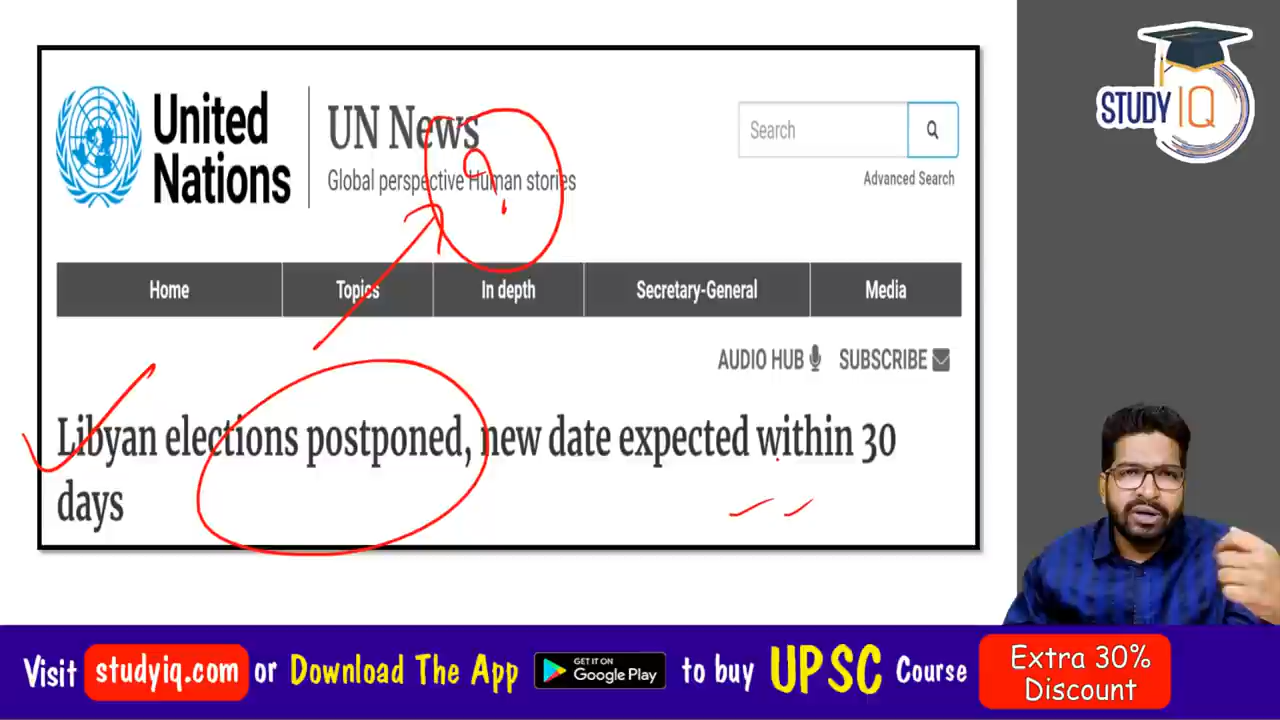 United
Nations
UN News
Global perspective Human stories
Search
Advanced Search
STUDY IQ
Home
Topics
In depth
Secretary-General
Media
AUDIO HUB
SUBSCRIBE
Libyan elections postponed, new date expected within 30
days
Visit studyiq.com or Download The App GET IT ON Google Play to buy UPSC Course
Extra 30%
Discount